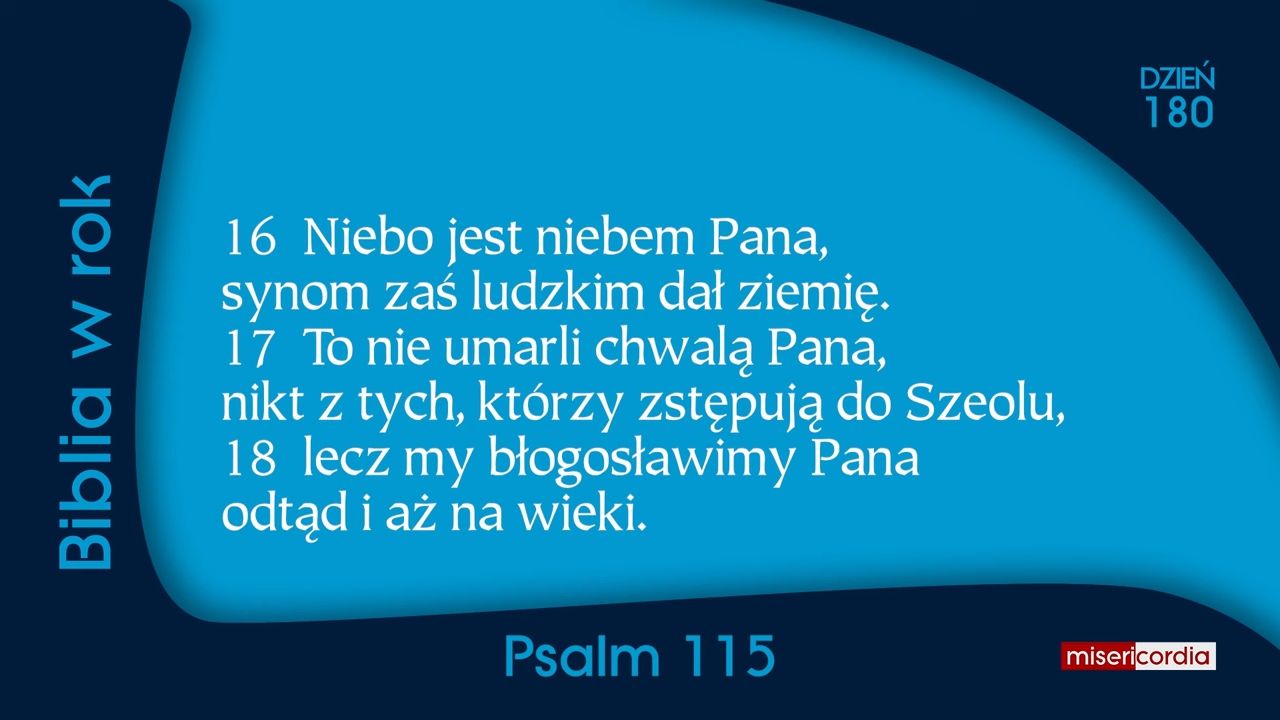 DZIEŃ
180
Biblia w rok
16 Niebo jest niebem Pana,
synom zaś ludzkim dał ziemię.
17 To nie umarli chwalą Pana,
nikt z tych, którzy zstępują do Szeolu,
18 lecz my błogosławimy Pana
odtąd i aż na wieki.
Psalm 115
misericordia